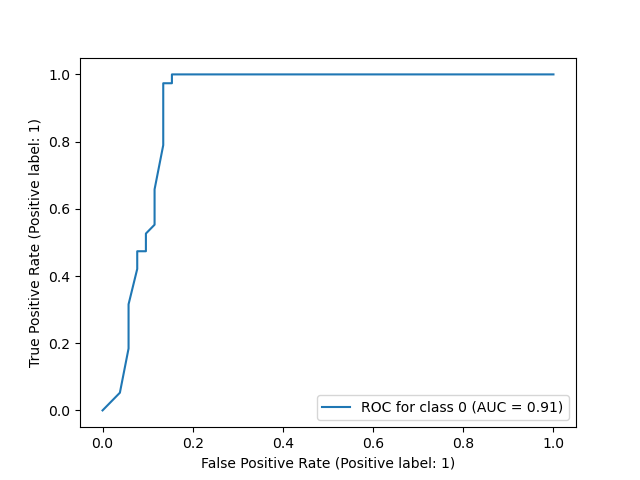 1.0
0.8
0.6
0.4
0.2
0.0
True Positive Rate (Positive label: 1)
ROC for class 0 (AUC = 0.91)
0.0 0.2 0.4 0.6 0.8 1.0
False Positive Rate (Positive label: 1)